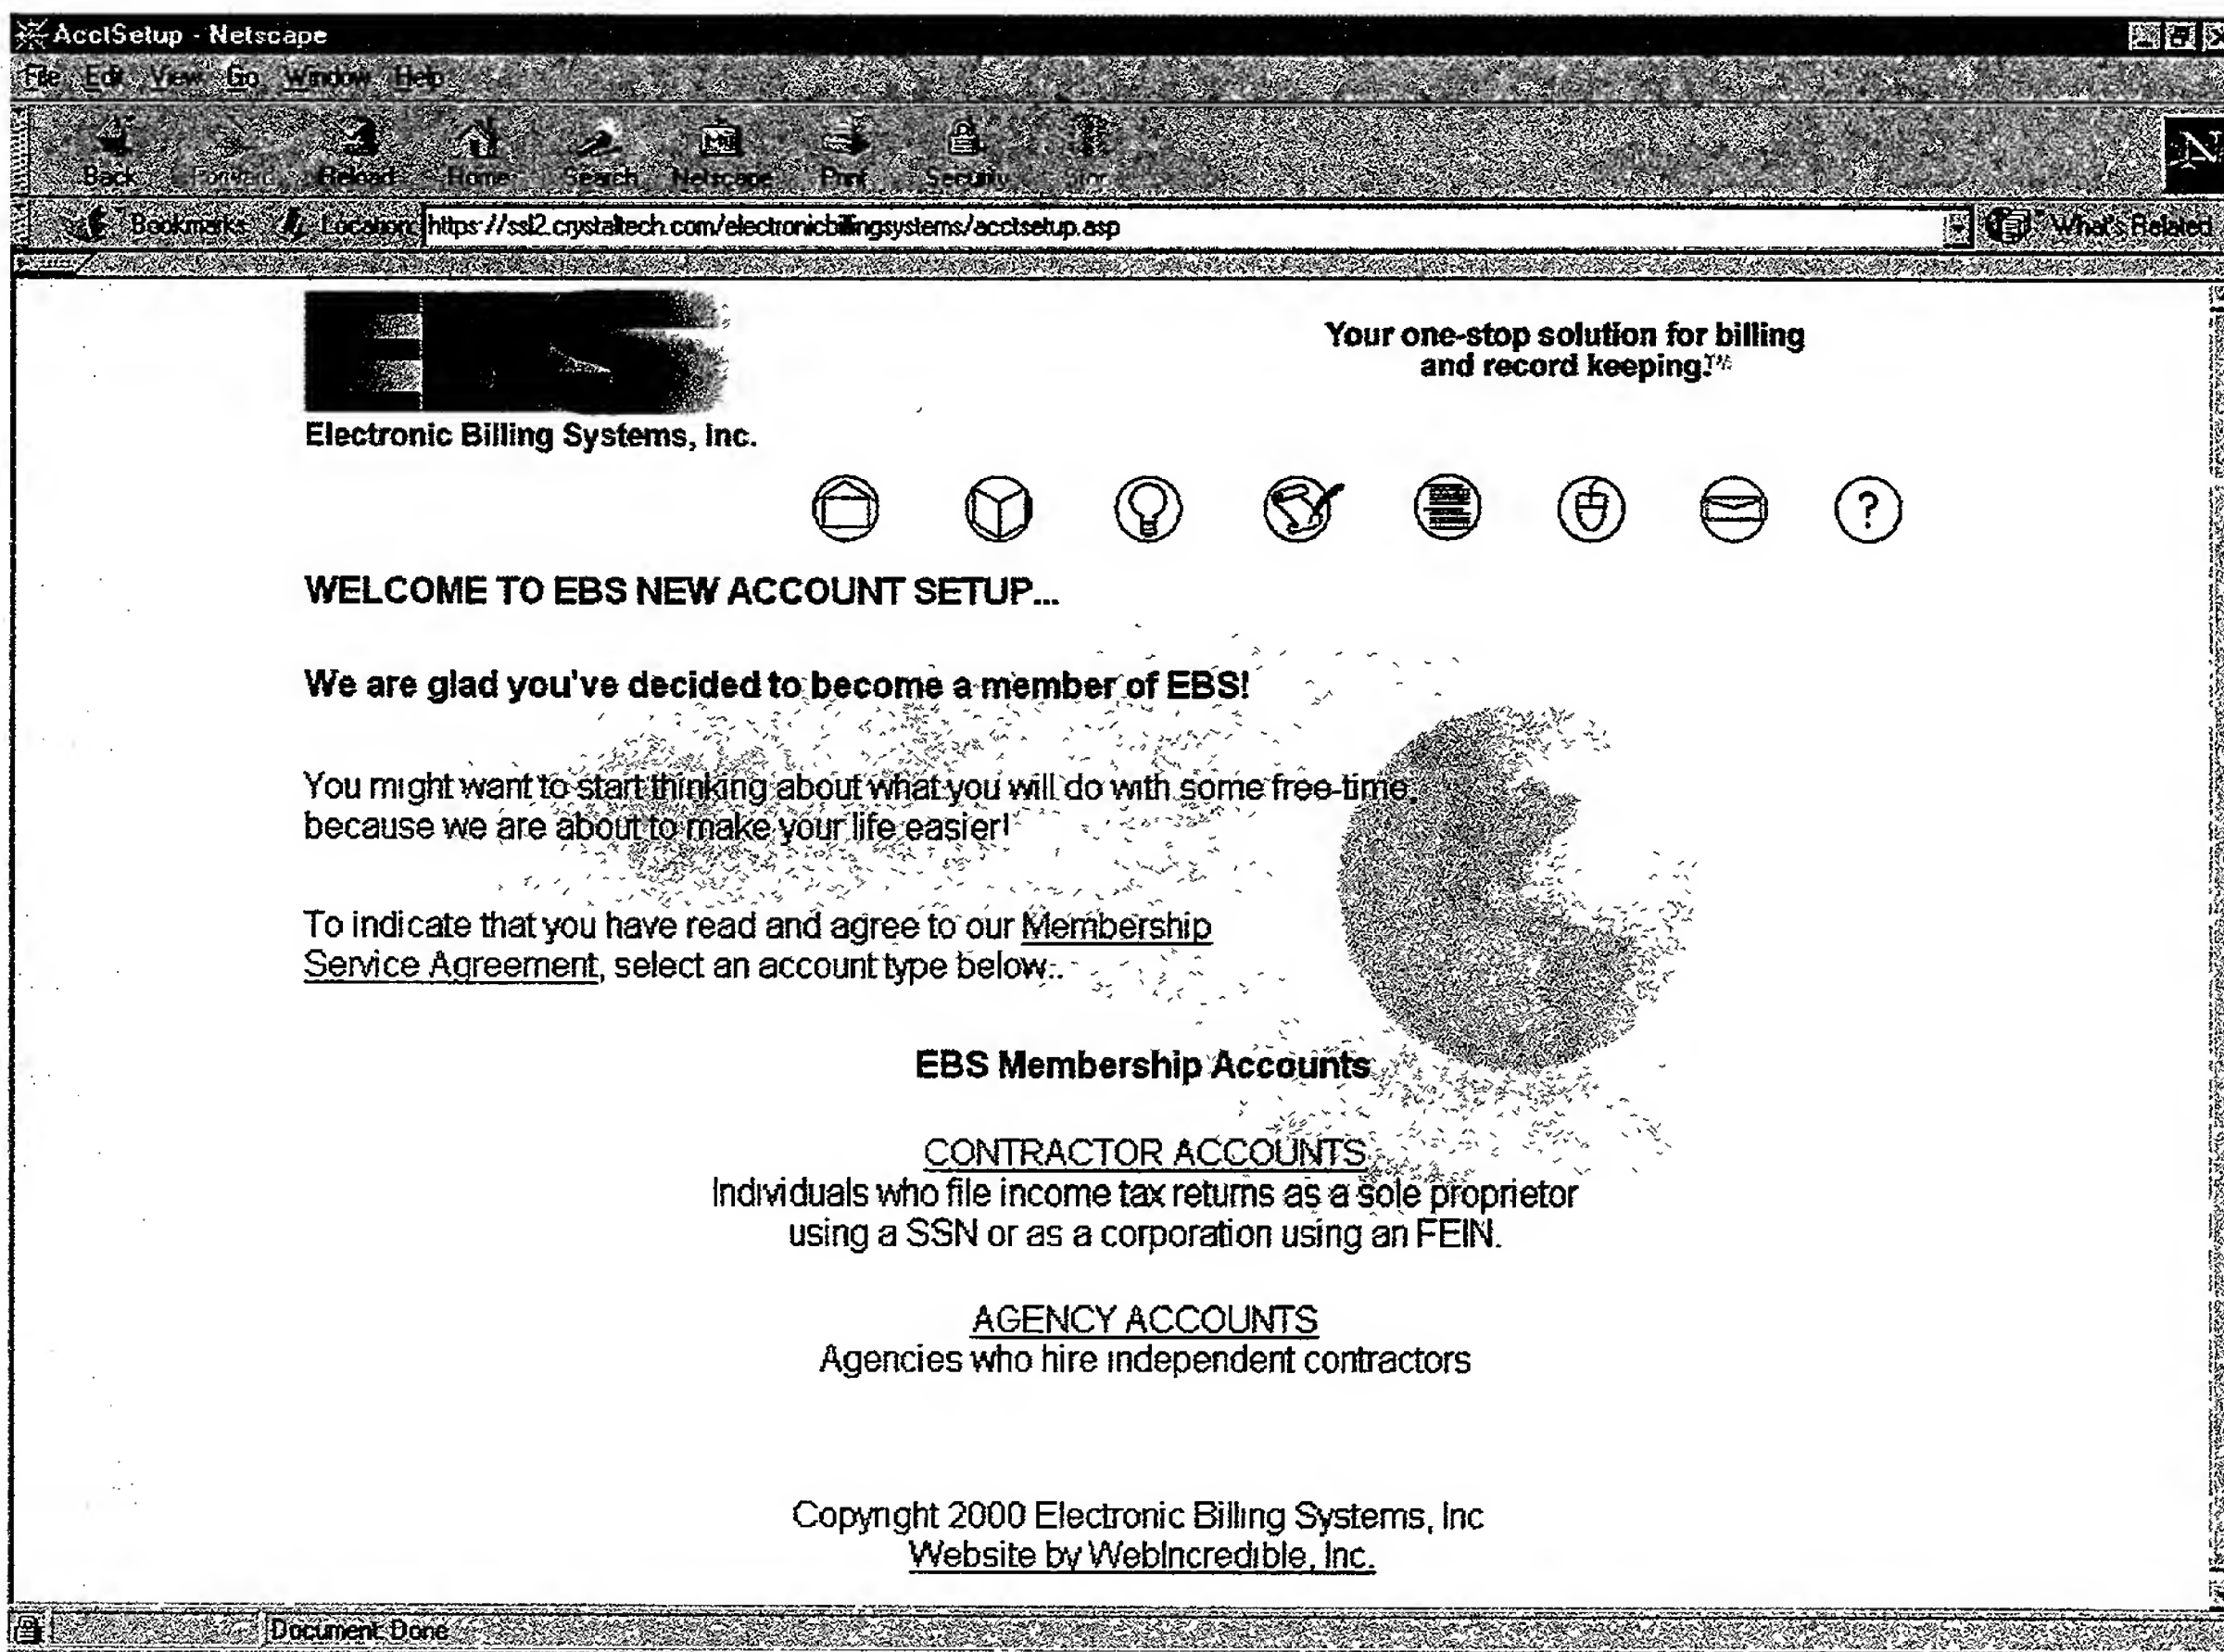 AcctSetup - Netscape
File Edit View Go Window Help
Back Forward Reload Home Search Netscape Print Security Stop
Bookmarks Location: https://ssl2.crystaltech.com/electronicbillingsystems/acctsetup.asp What's Related
N
EBS
Your one-stop solution for billing
and record keeping.™
Electronic Billing Systems, Inc.
?
WELCOME TO EBS NEW ACCOUNT SETUP...
We are glad you've decided to become a member of EBS!
You might want to start thinking about what you will do with some free-time,
because we are about to make your life easier!
To indicate that you have read and agree to our Membership
Service Agreement, select an account type below..
EBS Membership Accounts
CONTRACTOR ACCOUNTS
Individuals who file income tax returns as a sole proprietor
using a SSN or as a corporation using an FEIN.
AGENCY ACCOUNTS
Agencies who hire independent contractors
Copyright 2000 Electronic Billing Systems, Inc
Website by WebIncredible, Inc.
Document: Done